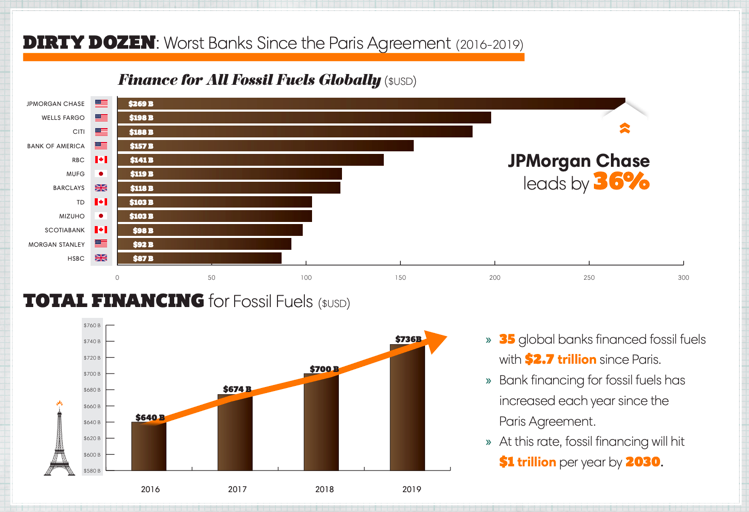 DIRTY DOZEN: Worst Banks Since the Paris Agreement (2016-2019)
Finance for All Fossil Fuels Globally ($USD)
JPMORGAN CHASE $269 B
WELLS FARGO $198 B
CITI $188 B
BANK OF AMERICA $157 B
RBC $141 B
MUFG $119 B
BARCLAYS $118 B
TD $103 B
MIZUHO $103 B
SCOTIABANK $98 B
MORGAN STANLEY $92 B
HSBC $87 B
JPMorgan Chase
leads by 36%
0 50 100 150 200 250 300
TOTAL FINANCING for Fossil Fuels ($USD)
$760 B
$740 B
$720 B
$700 B
$680 B
$660 B
$640 B
$620 B
$600 B
$580 B
$640 B
$674 B
$700 B
$736B
2016 2017 2018 2019
» 35 global banks financed fossil fuels
with $2.7 trillion since Paris.
» Bank financing for fossil fuels has
increased each year since the
Paris Agreement.
» At this rate, fossil financing will hit
$1 trillion per year by 2030.